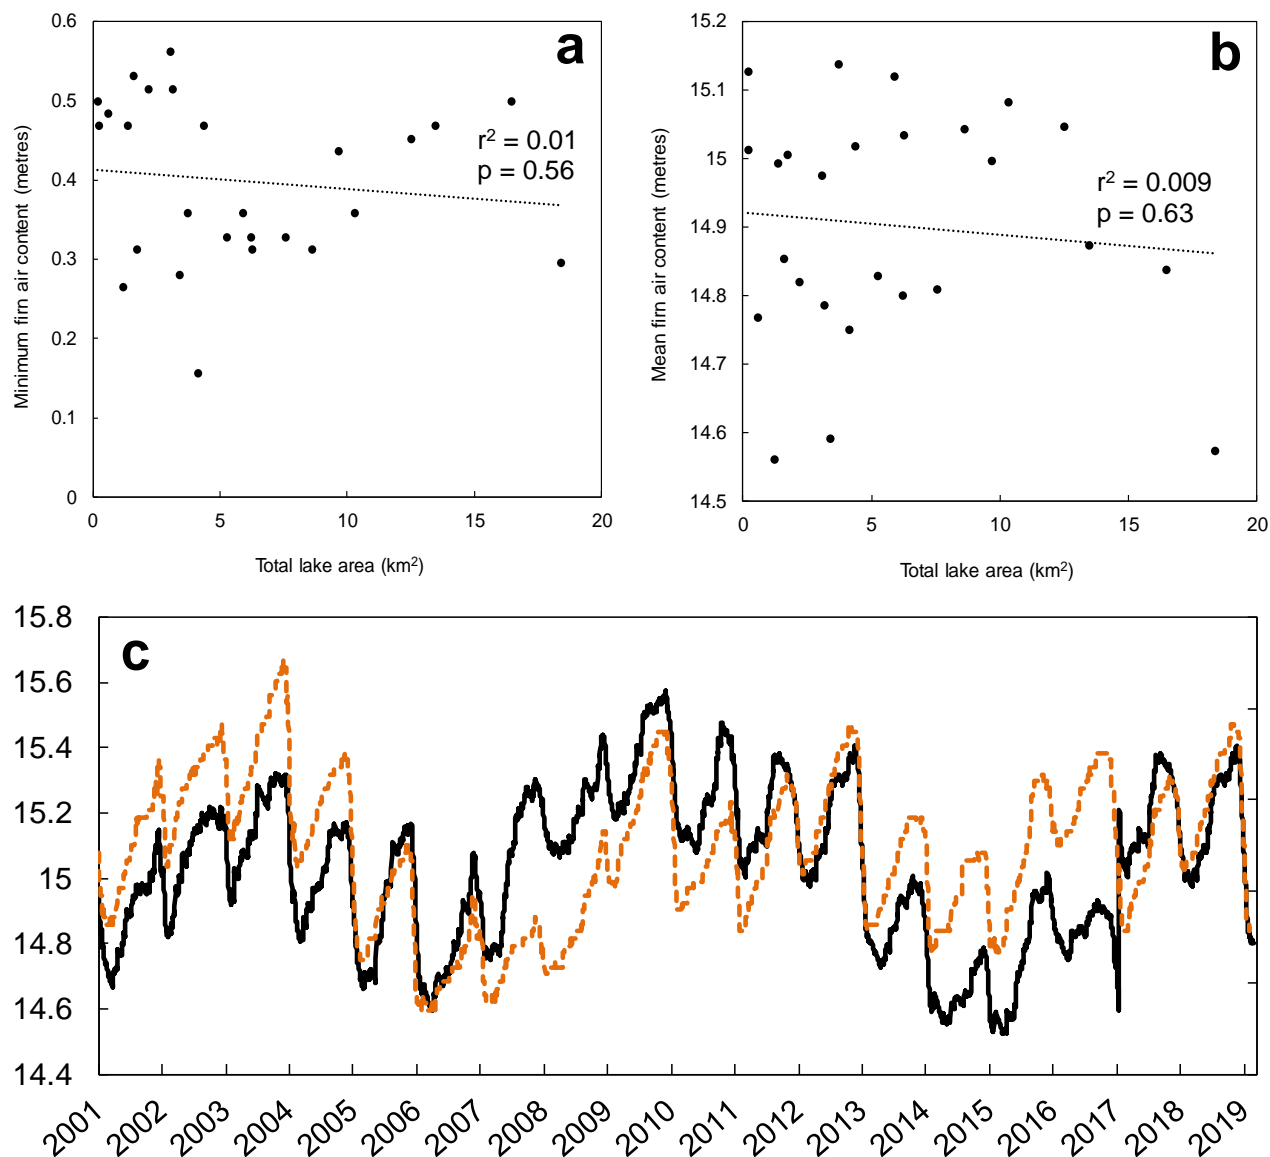 a
0.6
0.5
0.4
0.3
0.2
0.1
0
Minimum firn air content (metres)
r² = 0.01
p = 0.56
0 5 10 15 20
Total lake area (km²)
b
15.2
15.1
15
14.9
14.8
14.7
14.6
14.5
Mean firn air content (metres)
r² = 0.009
p = 0.63
0 5 10 15 20
Total lake area (km²)
c
15.8
15.6
15.4
15.2
15
14.8
14.6
14.4
2001 2002 2003 2004 2005 2006 2007 2008 2009 2010 2011 2012 2013 2014 2015 2016 2017 2018 2019